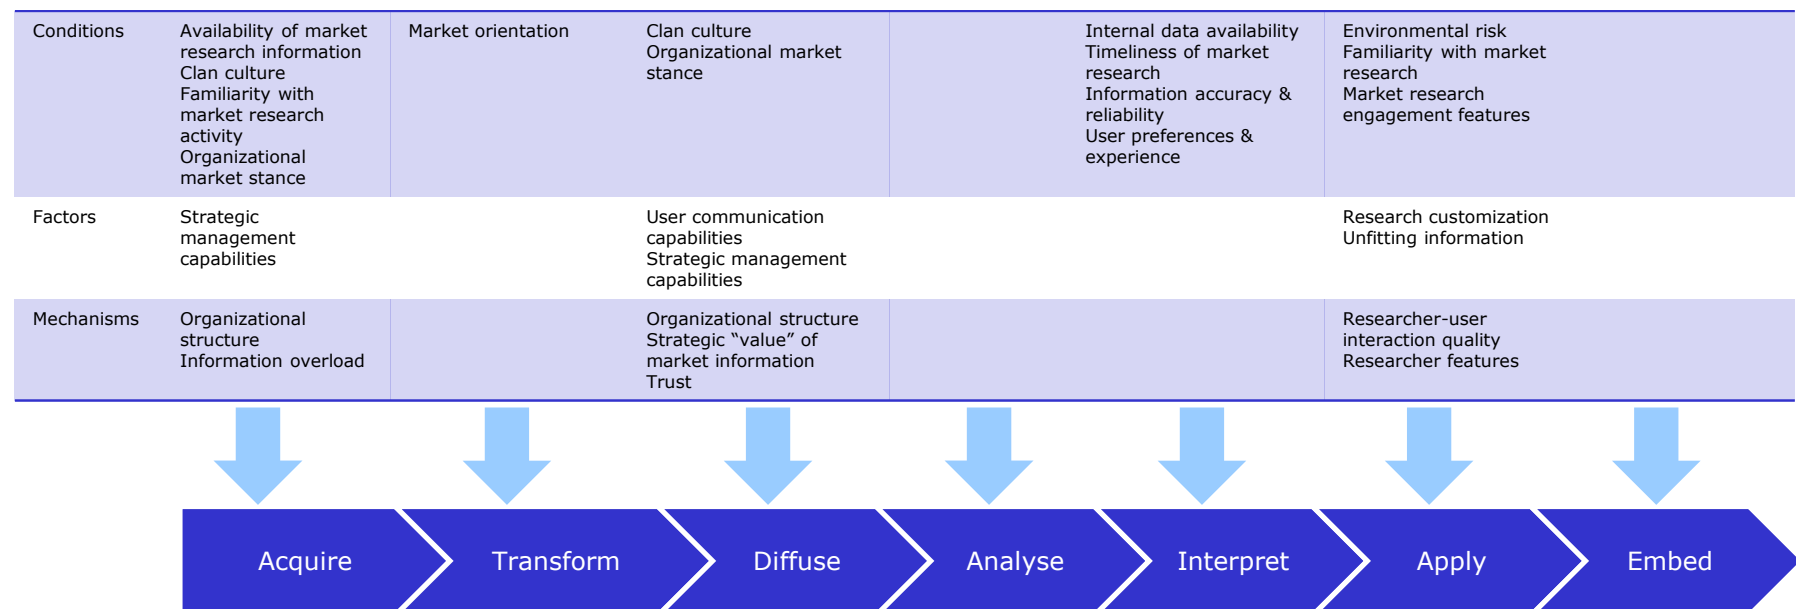 Conditions
Availability of market
research information
Clan culture
Familiarity with
market research
activity
Organizational
market stance
Market orientation
Clan culture
Organizational market
stance
Internal data availability
Timeliness of market
research
Information accuracy &
reliability
User preferences &
experience
Environmental risk
Familiarity with market
research
Market research
engagement features
Factors
Strategic
management
capabilities
User communication
capabilities
Strategic management
capabilities
Research customization
Unfitting information
Mechanisms
Organizational
structure
Information overload
Organizational structure
Strategic “value” of
market information
Trust
Researcher-user
interaction quality
Researcher features
Acquire
Transform
Diffuse
Analyse
Interpret
Apply
Embed